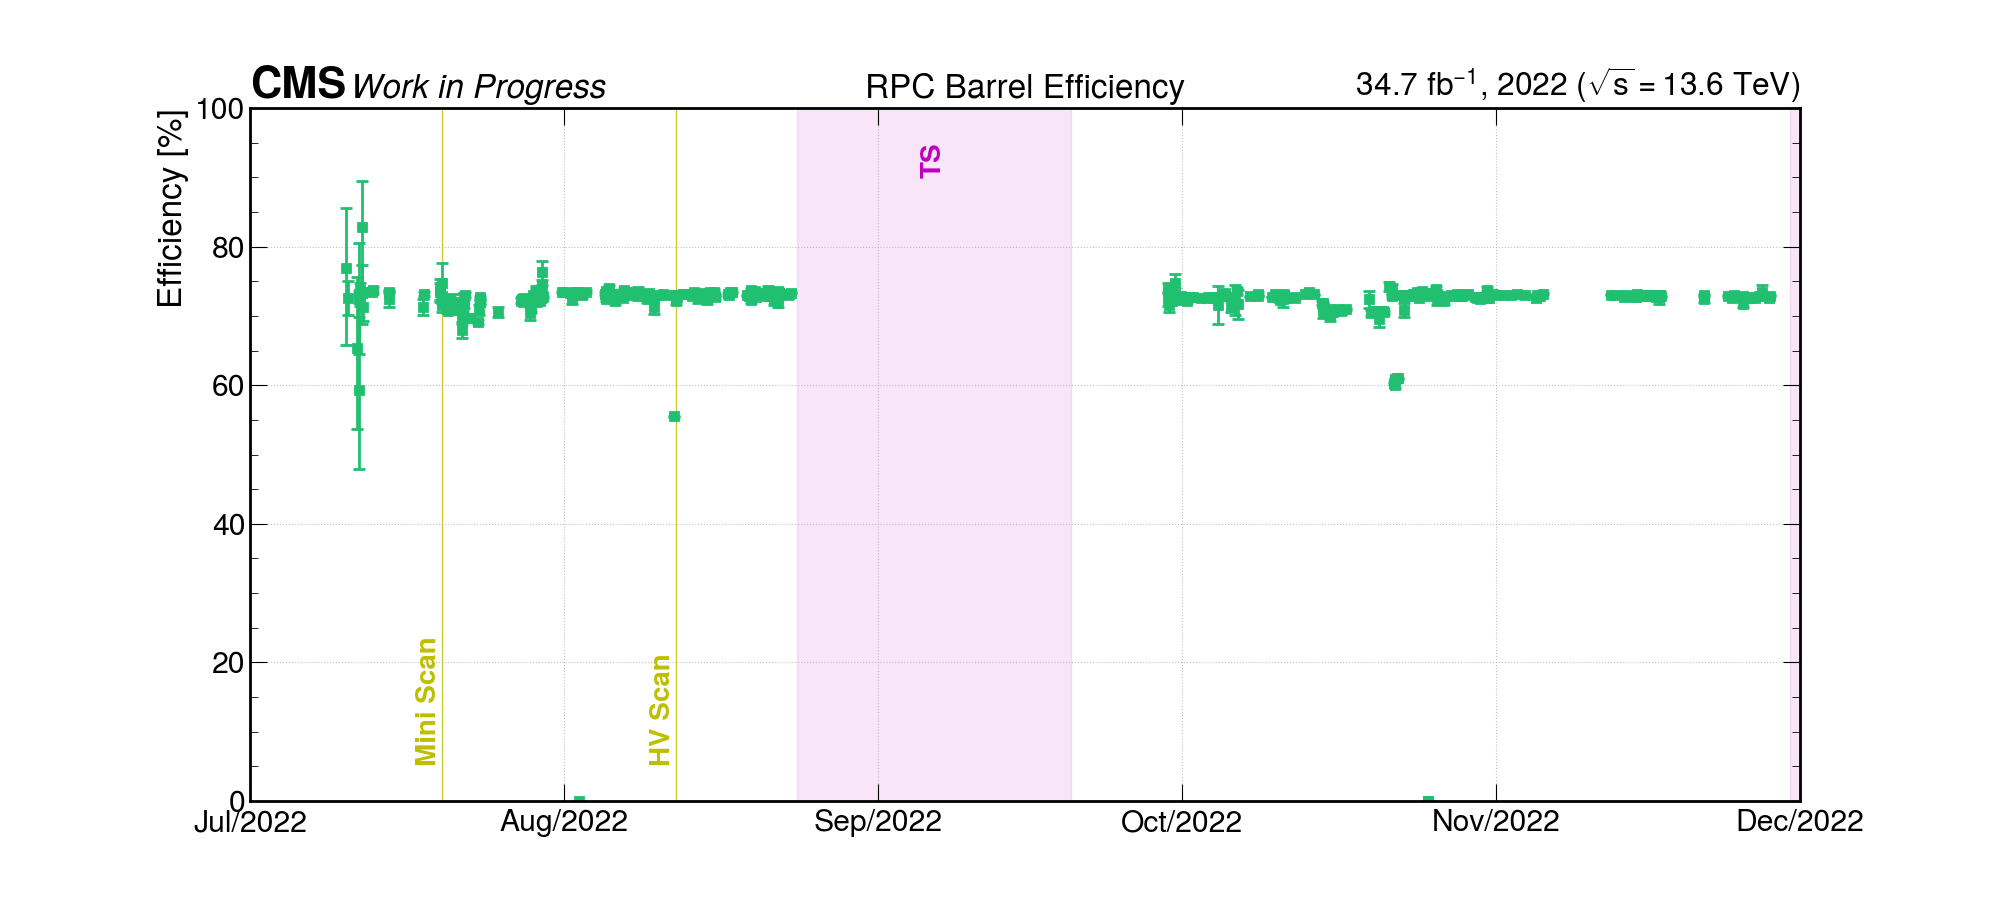 CMS Work in Progress RPC Barrel Efficiency 34.7 fb⁻¹, 2022 (√s = 13.6 TeV)
Efficiency [%]
100
80
60
40
20
0
TS
Mini Scan
HV Scan
Jul/2022 Aug/2022 Sep/2022 Oct/2022 Nov/2022 Dec/2022